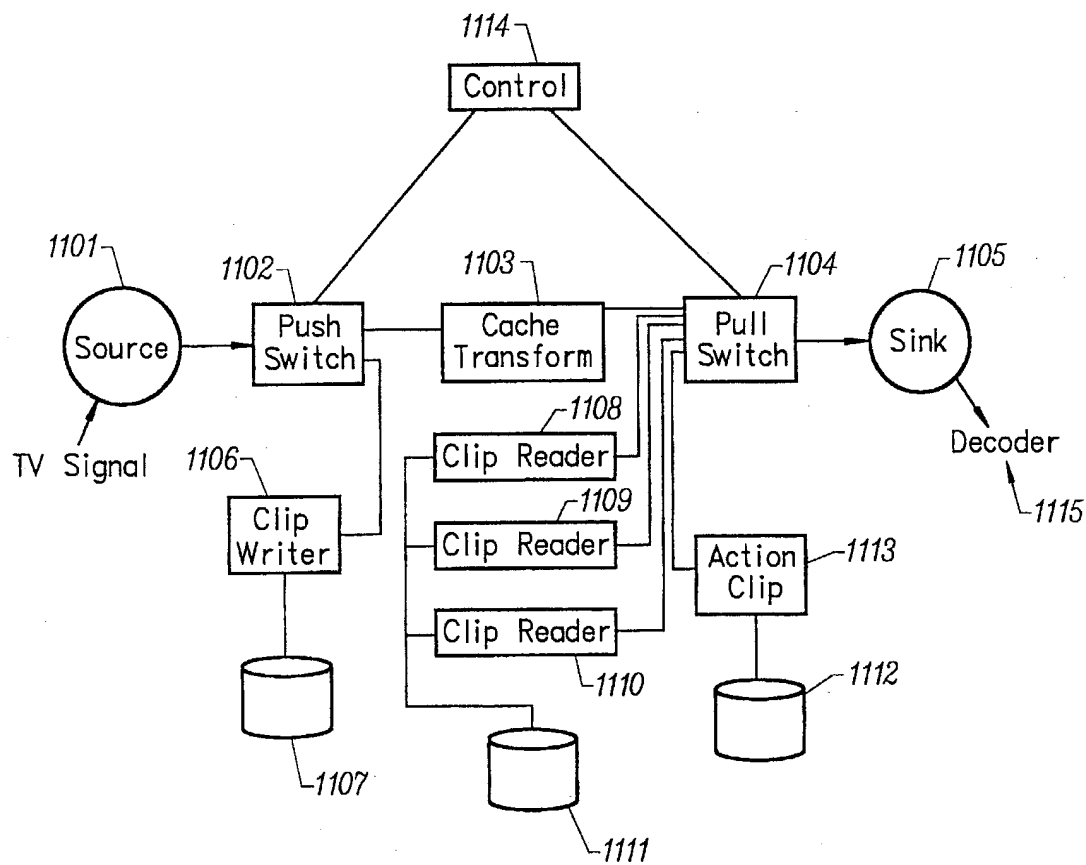 1114
Control
1101
1102
1103
1104
1105
Source
Push
Switch
Cache
Transform
Pull
Switch
Sink
TV Signal
1106
Clip
Writer
1107
1108
Clip Reader
1109
Clip Reader
Clip Reader
1110
1111
Action
Clip
1113
1112
Decoder
1115